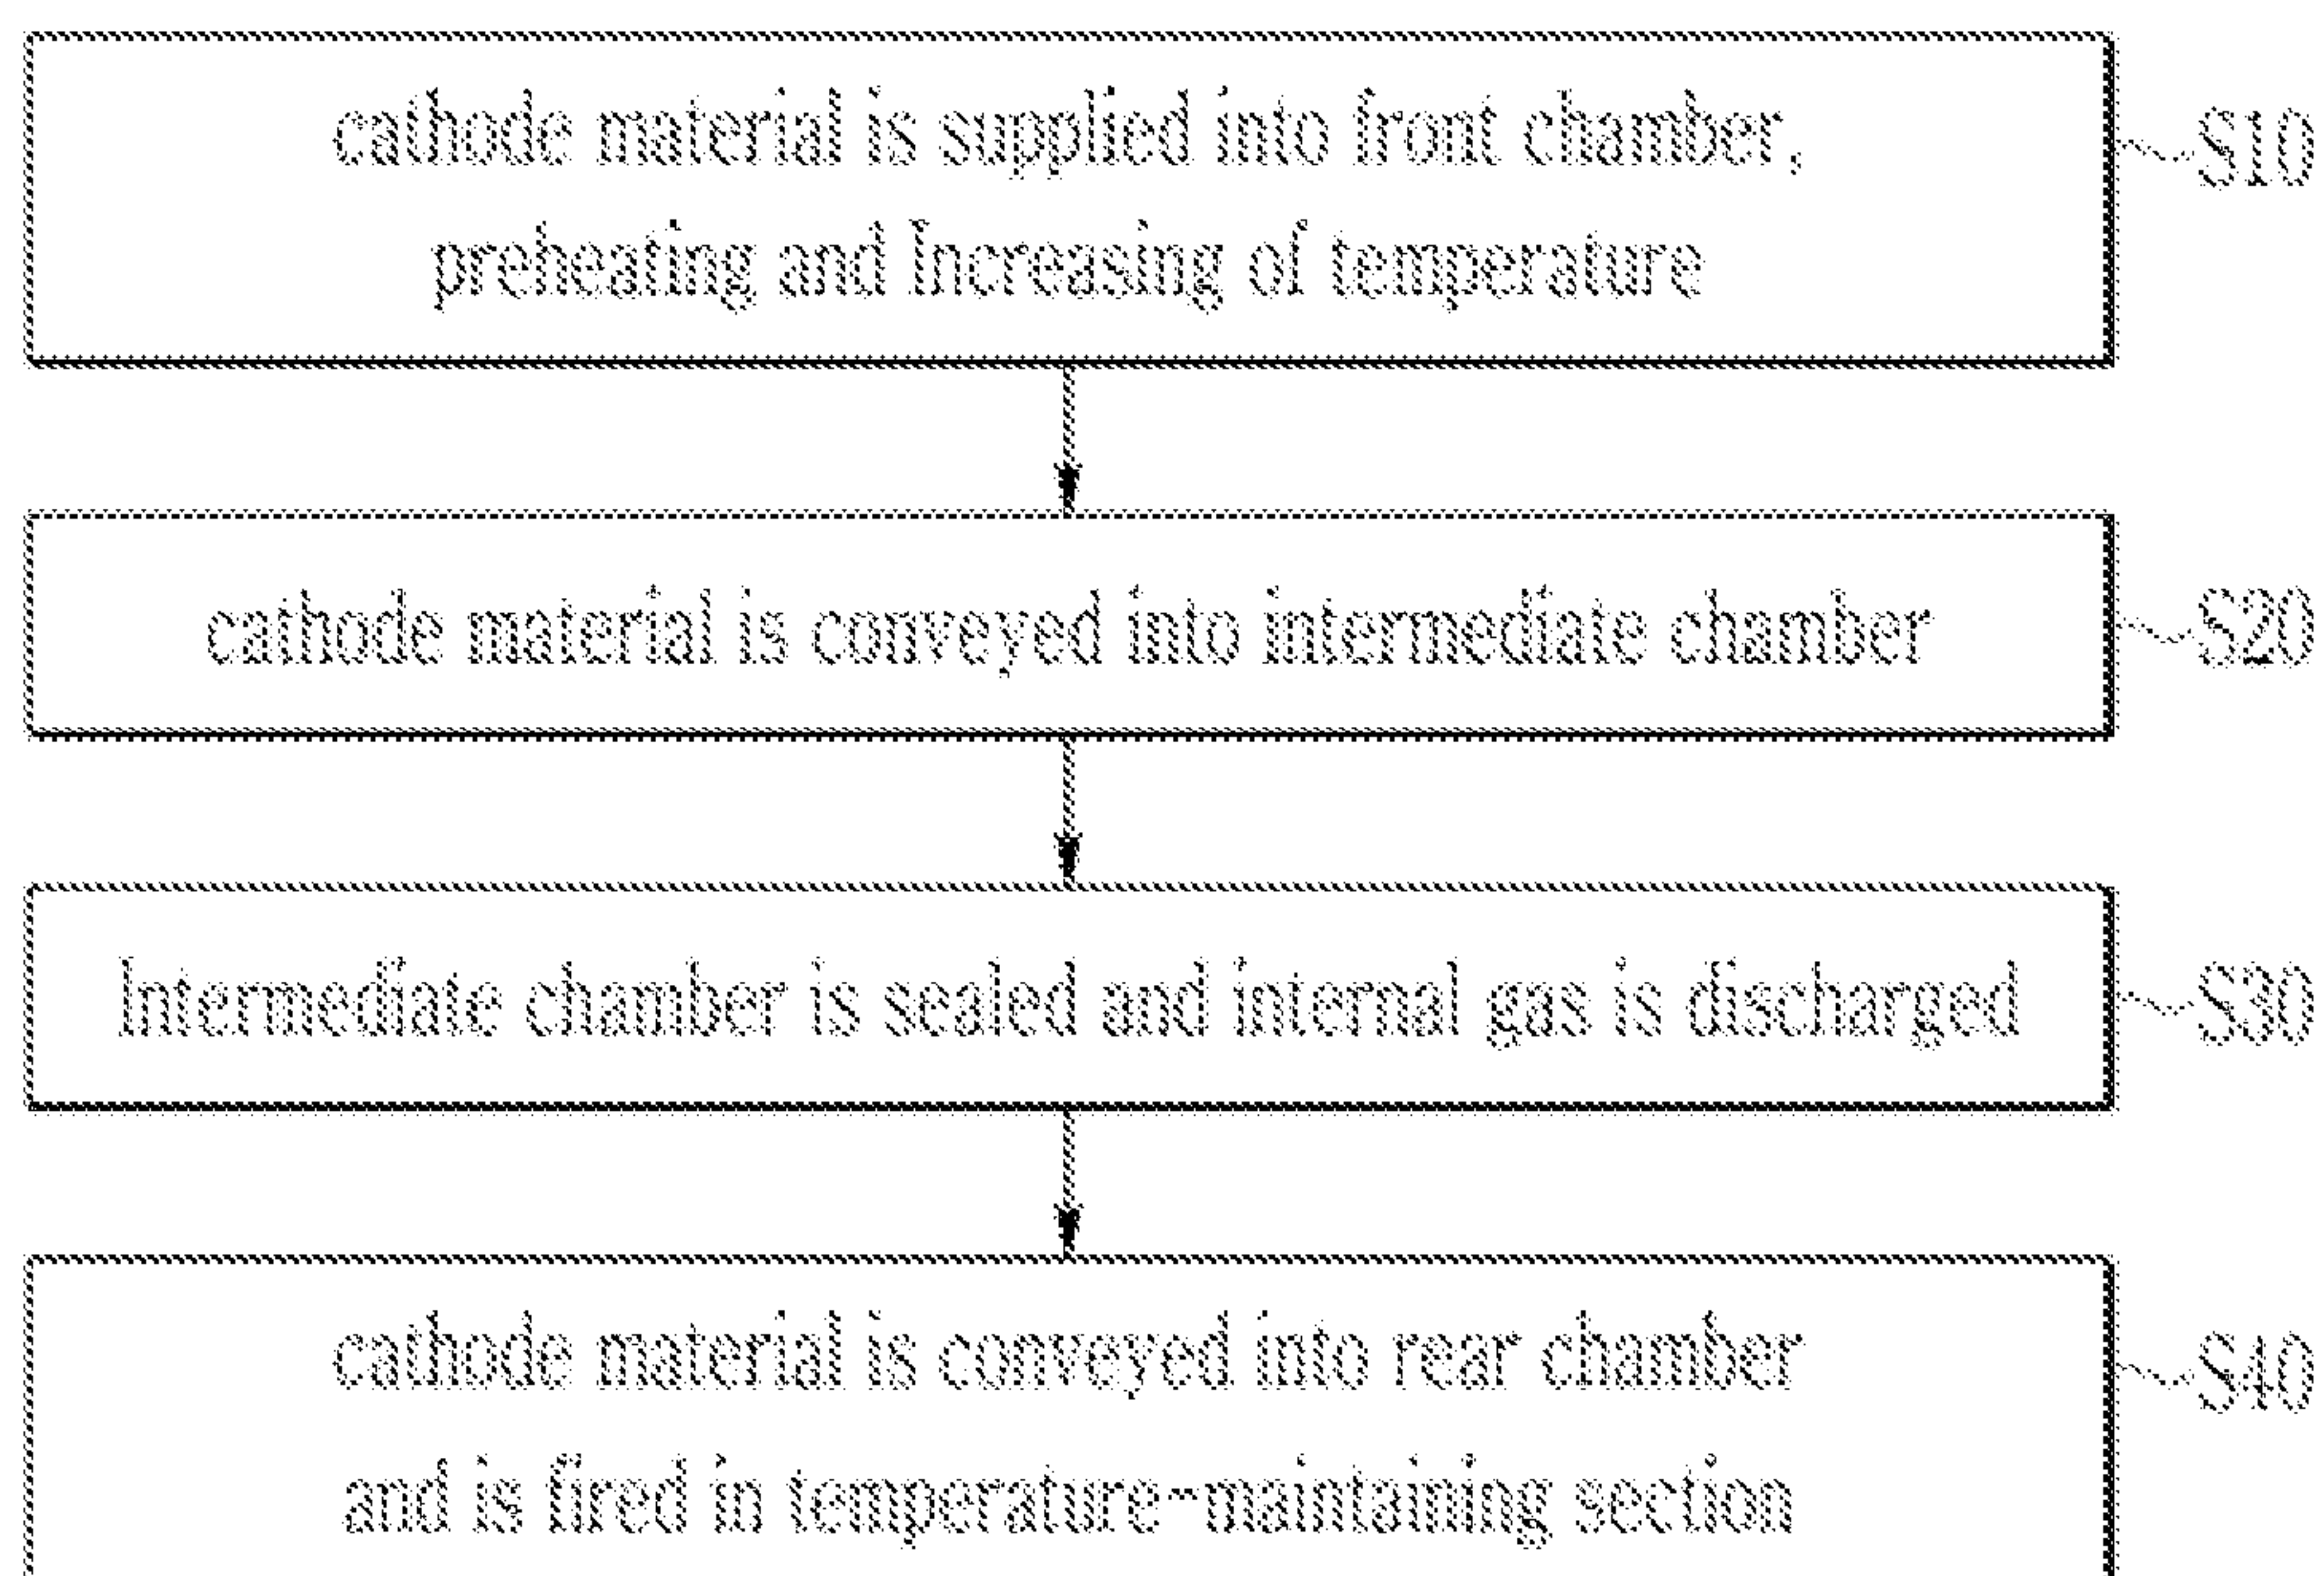 cathode material is supplied into front chamber,
preheating and Increasing of temperature
S10
cathode material is conveyed into intermediate chamber
S20
Intermediate chamber is sealed and internal gas is discharged
S30
cathode material is conveyed into rear chamber
and is fired in temperature-maintaining section
S40